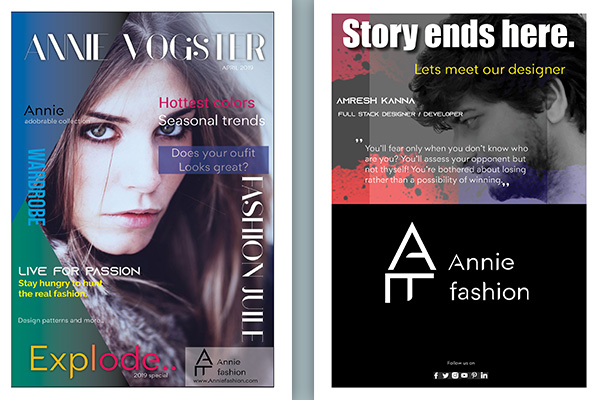 ANNIE VOGSTER
APRIL 2019
Annie
adobrable collection
Hottest colors
Seasonal trends
Does your oufit
Looks great?
WARDROBE
FASHION JUILE
LIVE FOR PASSION
Stay hungry to hunt
the real fashion.
Design patterns and more..
Explode..
2019 special
Annie
fashion
www.Anniefashion.com
Story ends here.
Lets meet our designer
AMRESH KANNA
FULL STACK DESIGNER / DEVELOPER
"You'll fear only when you don't know who
are you? You'll assess your opponent but
not thyself! You're bothered about losing
rather than a possibility of winning."
Annie
fashion
Follow us on